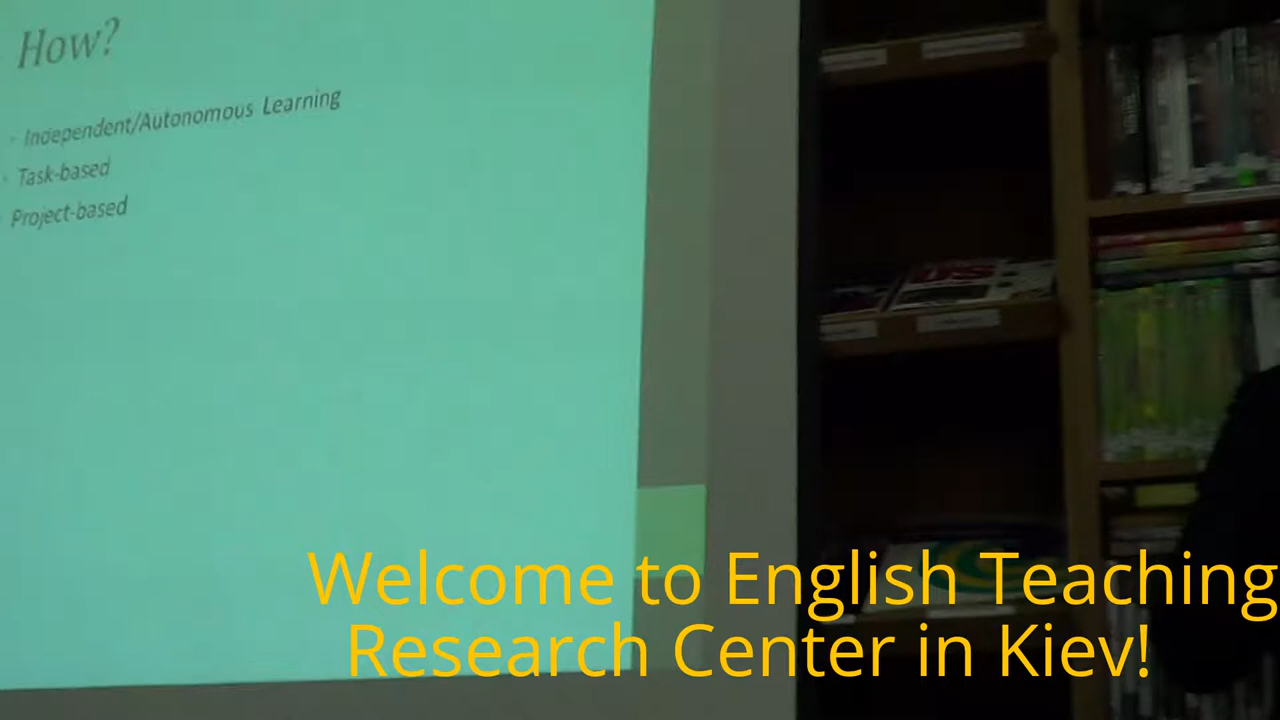 How?
Independent/Autonomous Learning
Task-based
Project-based
Welcome to English Teaching
Research Center in Kiev!